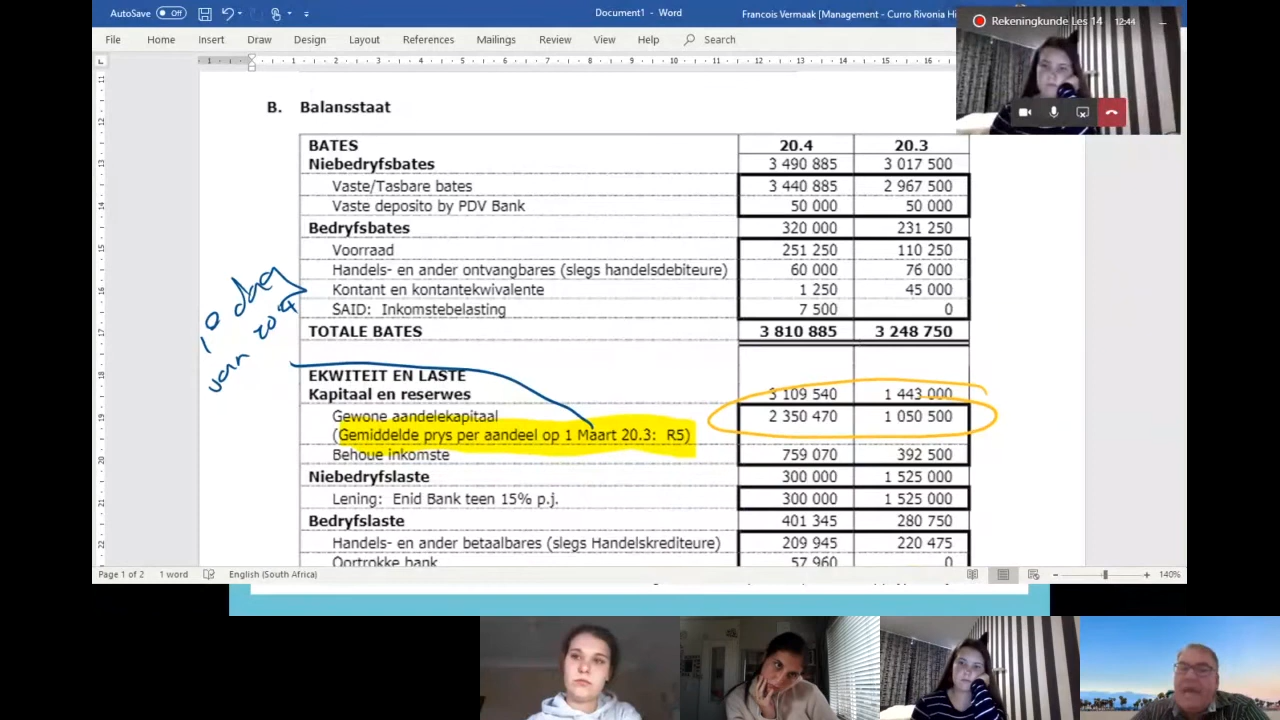 AutoSave Off Document1 - Word Francois Vermaak [Management - Curro Rivonia
Rekeningkunde Les 14 12:44
File Home Insert Draw Design Layout References Mailings Review View Help Search
B. Balansstaat
BATES 20.4 20.3
Niebedryfsbates 3 490 885 3 017 500
Vaste/Tasbare bates 3 440 885 2 967 500
Vaste deposito by PDV Bank 50 000 50 000
Bedryfsbates 320 000 231 250
Voorraad 251 250 110 250
Handels- en ander ontvangbares (slegs handelsdebiteure) 60 000 76 000
Kontant en kontantekwivalente 1 250 45 000
SAID: Inkomstebelasting 7 500 0
TOTALE BATES 3 810 885 3 248 750
van
EKWITEIT EN LASTE
Kapitaal en reserwes 3 109 540 1 443 000
Gewone aandelekapitaal 2 350 470 1 050 500
(Gemiddelde prys per aandeel op 1 Maart 20.3: R5)
Behoue inkomste 759 070 392 500
Niebedryfslaste 300 000 1 525 000
Lening: Enid Bank teen 15% p.j. 300 000 1 525 000
Bedryfslaste 401 345 280 750
Handels- en ander betaalbares (slegs Handelskrediteure) 209 945 220 475
Oortrokke bank 57 960 0
Page 1 of 2 1 word English (South Africa) 140%